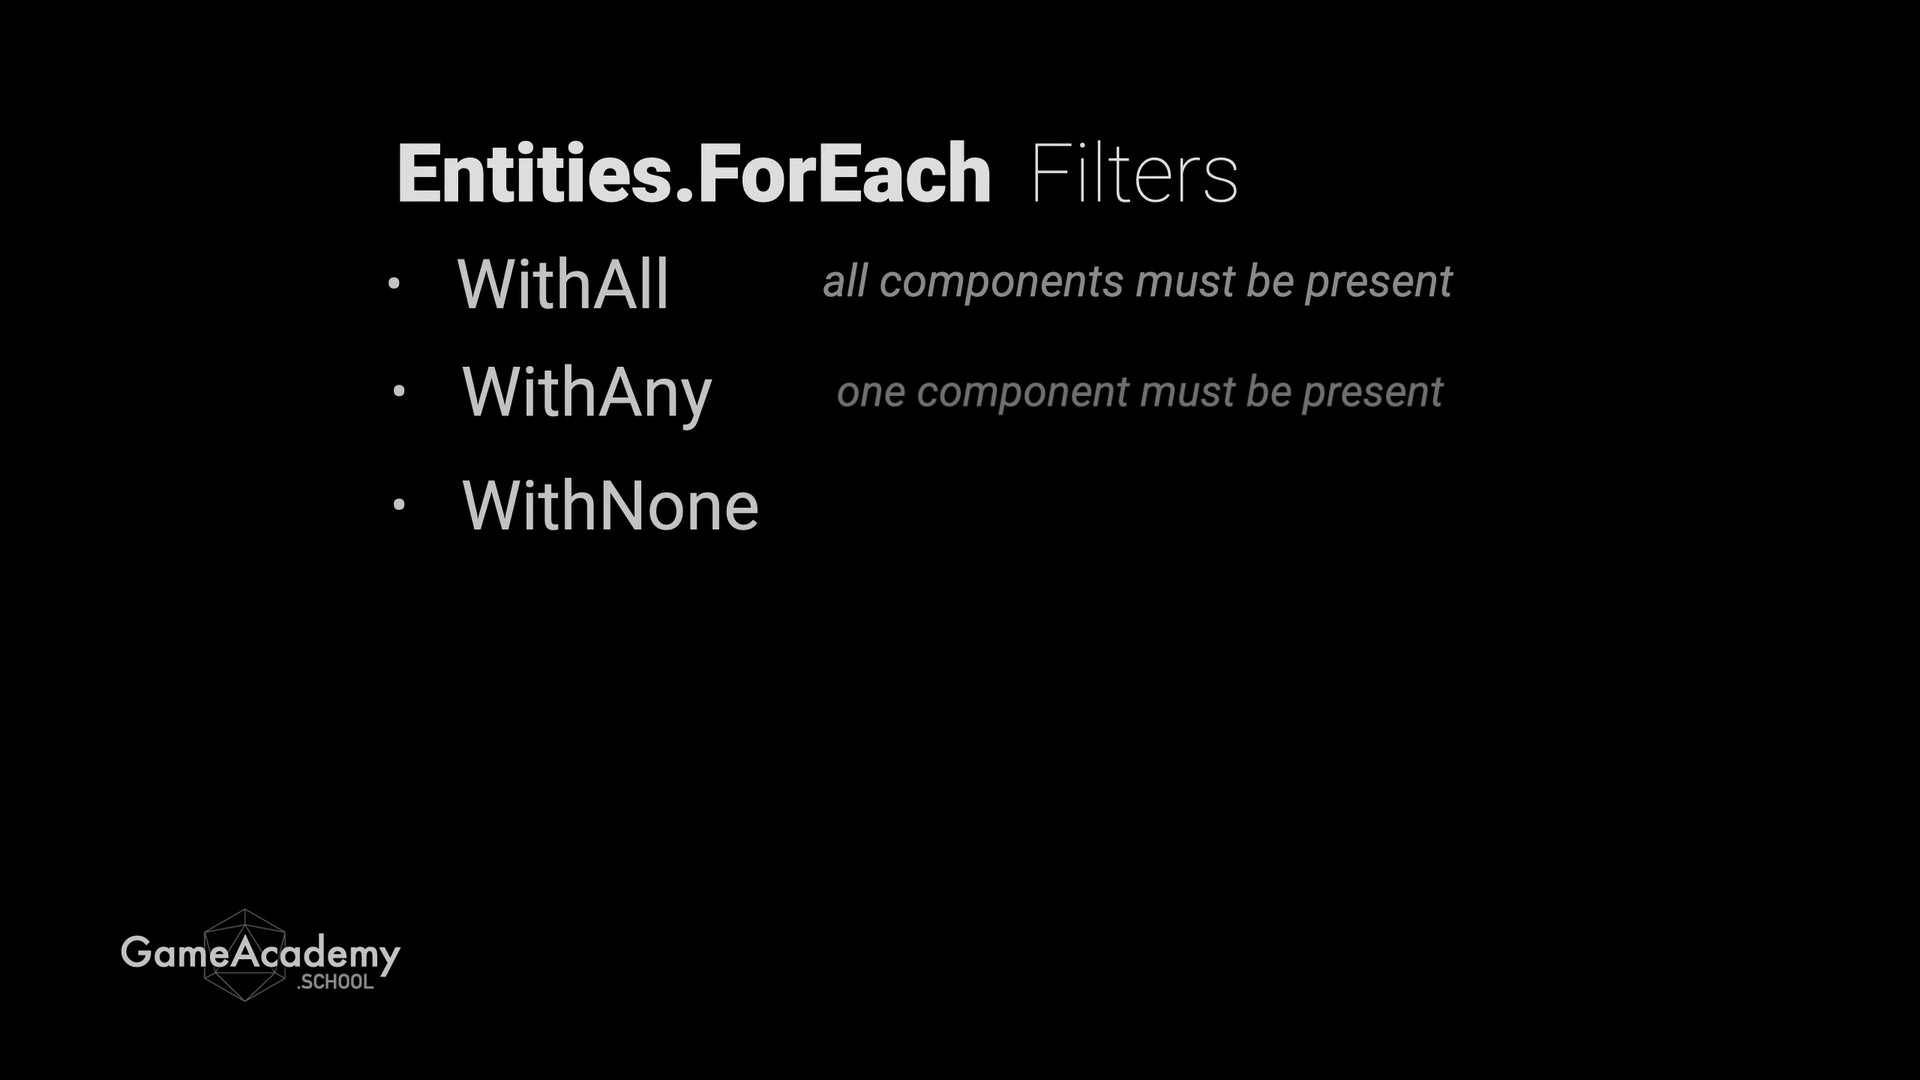 Entities.ForEach Filters
• WithAll all components must be present
• WithAny one component must be present
• WithNone
GameAcademy
.SCHOOL